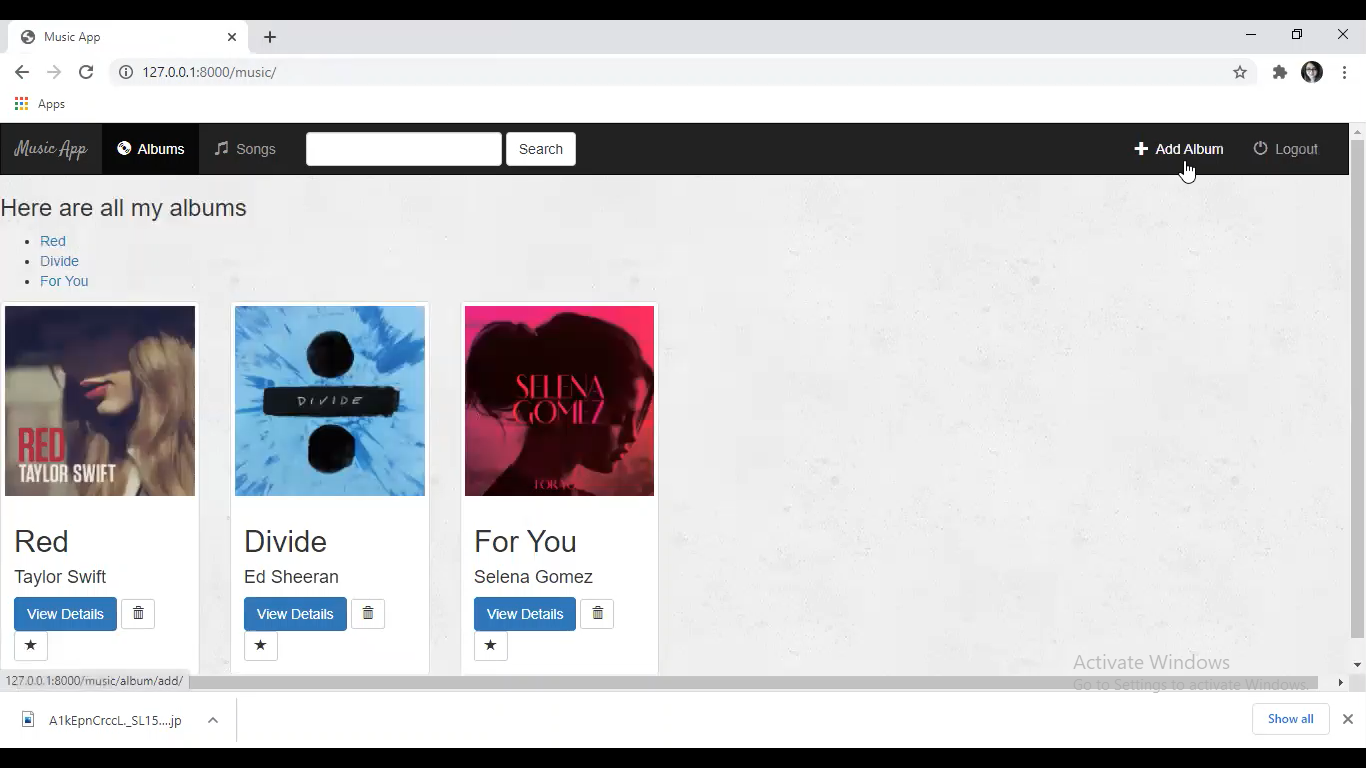 Music App
127.0.0.1:8000/music/
Apps
Music App Albums Songs Search Add Album Logout
Here are all my albums
Red
Divide
For You
RED
TAYLOR SWIFT
DIVIDE
SELENA
GOMEZ
FOR YOU
Red
Taylor Swift
View Details
Divide
Ed Sheeran
View Details
For You
Selena Gomez
View Details
Activate Windows
Go to Settings to activate Windows.
127.0.0.1:8000/music/album/add/
A1kEpnCrccL._SL15....jp
Show all